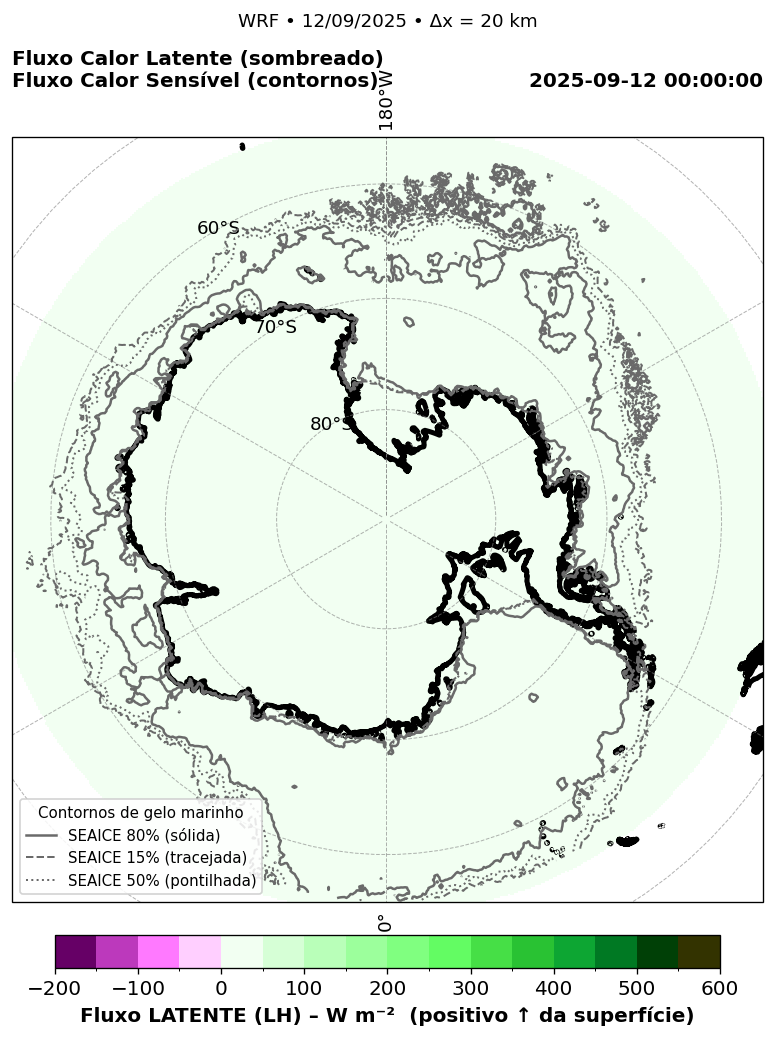 WRF • 12/09/2025 • Δx = 20 km
Fluxo Calor Latente (sombreado)
Fluxo Calor Sensível (contornos)
2025-09-12 00:00:00
180°W
60°S
70°S
80°S
Contornos de gelo marinho
SEAICE 80% (sólida)
SEAICE 15% (tracejada)
SEAICE 50% (pontilhada)
0°
−200 −100 0 100 200 300 400 500 600
Fluxo LATENTE (LH) – W m⁻² (positivo ↑ da superfície)